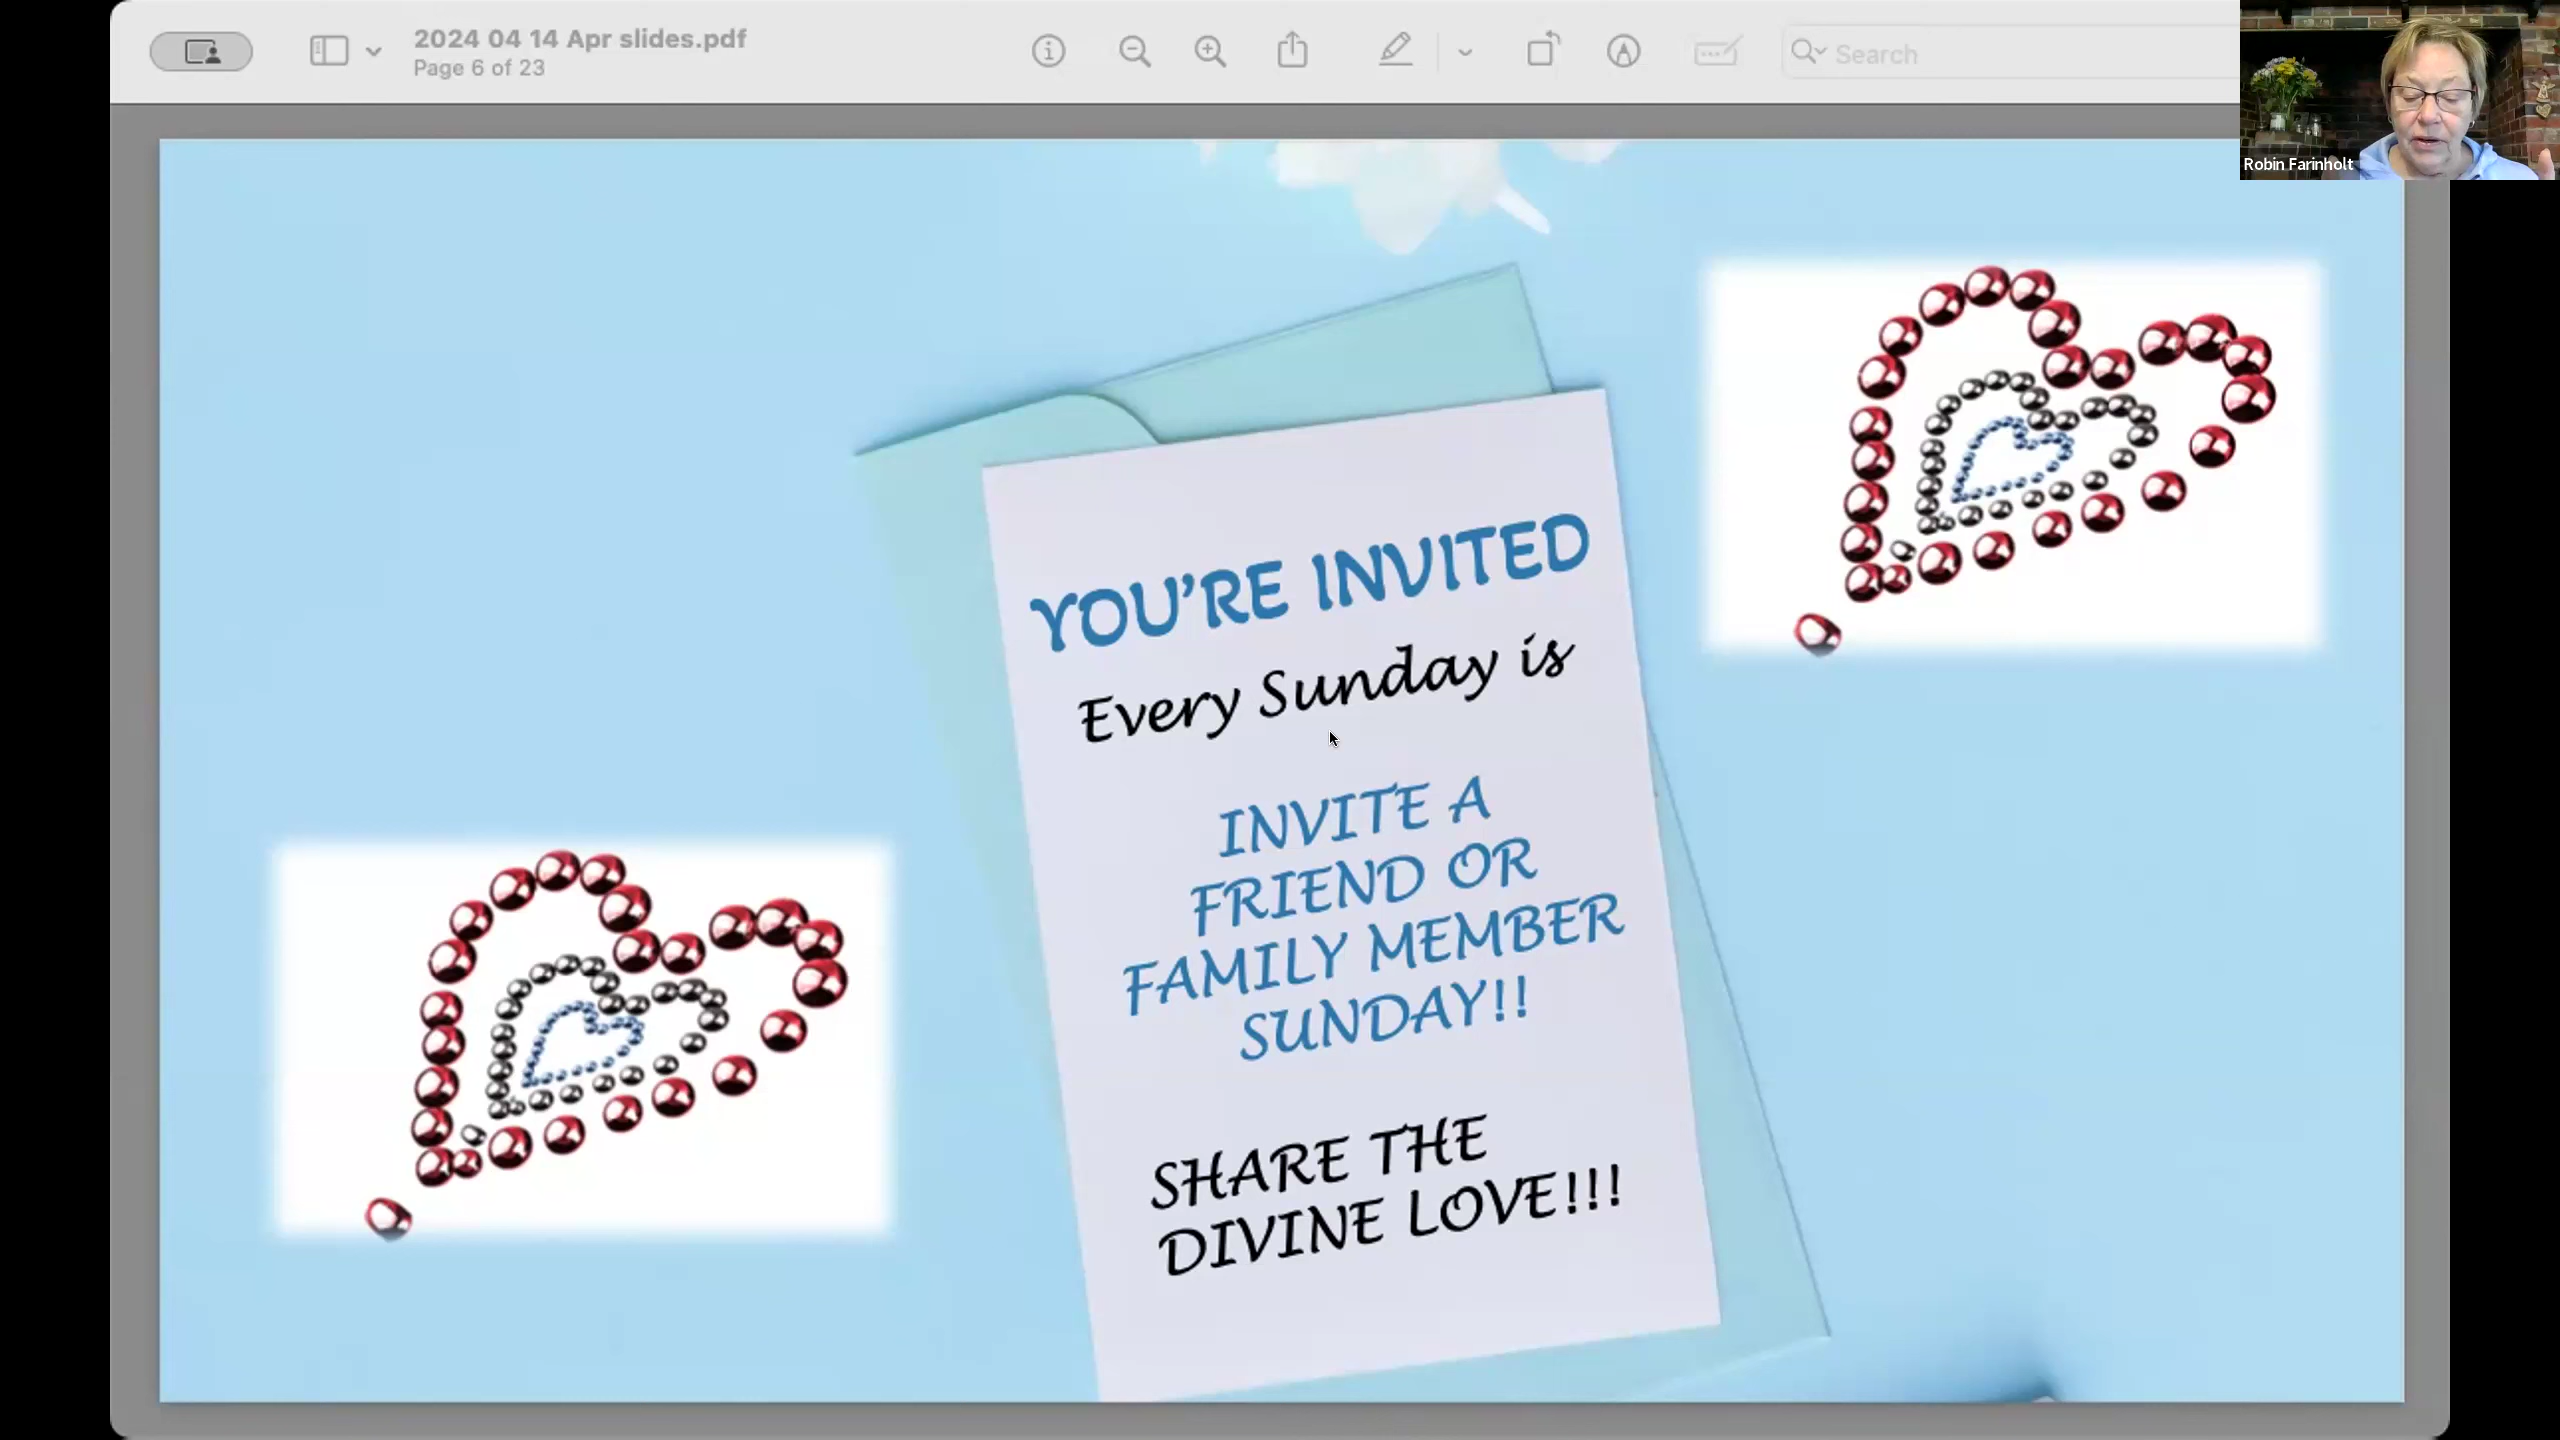 2024 04 14 Apr slides.pdf
Page 6 of 23
Search
Robin Farinholt
YOU'RE INVITED
Every Sunday is
INVITE A
FRIEND OR
FAMILY MEMBER
SUNDAY!!
SHARE THE
DIVINE LOVE!!!